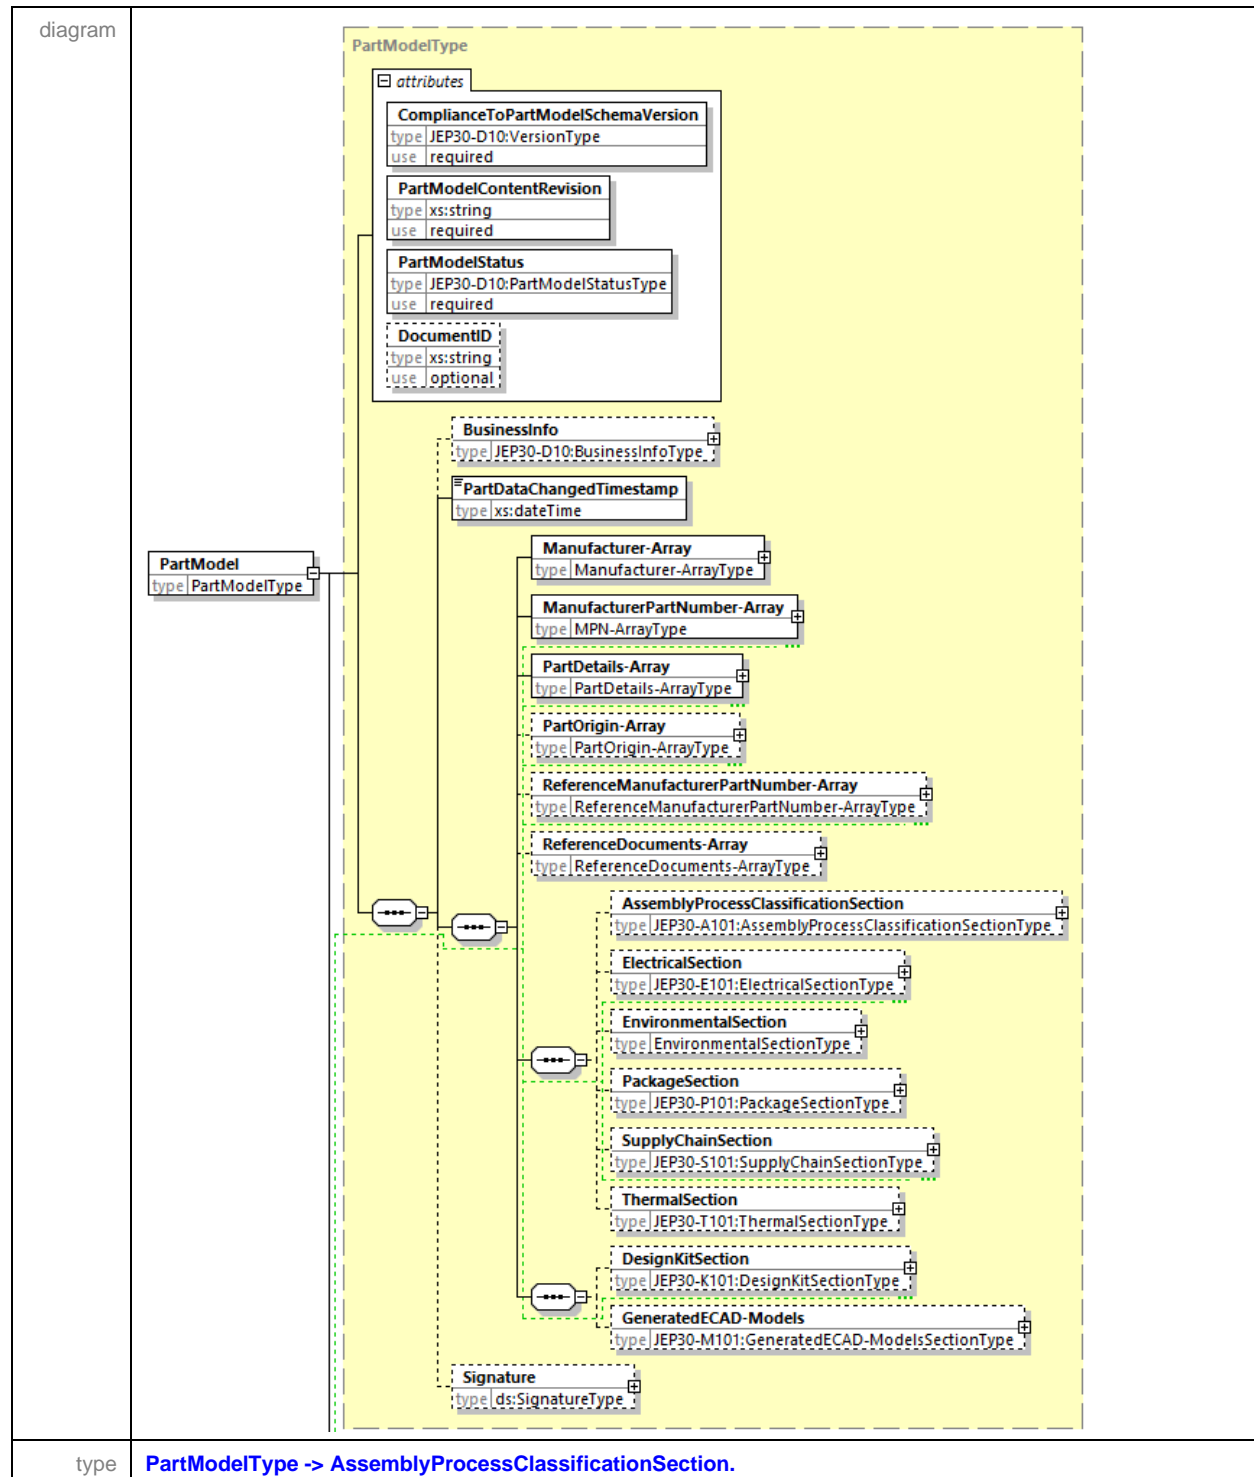 diagram
PartModelType
attributes
ComplianceToPartModelSchemaVersion
type JEP30-D10:VersionType
use required
PartModelContentRevision
type xs:string
use required
PartModelStatus
type JEP30-D10:PartModelStatusType
use required
DocumentID
type xs:string
use optional
BusinessInfo
type JEP30-D10:BusinessInfoType
PartDataChangedTimestamp
type xs:dateTime
PartModel
type PartModelType
Manufacturer-Array
type Manufacturer-ArrayType
ManufacturerPartNumber-Array
type MPN-ArrayType
PartDetails-Array
type PartDetails-ArrayType
PartOrigin-Array
type PartOrigin-ArrayType
ReferenceManufacturerPartNumber-Array
type ReferenceManufacturerPartNumber-ArrayType
ReferenceDocuments-Array
type ReferenceDocuments-ArrayType
AssemblyProcessClassificationSection
type JEP30-A101:AssemblyProcessClassificationSectionType
ElectricalSection
type JEP30-E101:ElectricalSectionType
EnvironmentalSection
type EnvironmentalSectionType
PackageSection
type JEP30-P101:PackageSectionType
SupplyChainSection
type JEP30-S101:SupplyChainSectionType
ThermalSection
type JEP30-T101:ThermalSectionType
DesignKitSection
type JEP30-K101:DesignKitSectionType
GeneratedECAD-Models
type JEP30-M101:GeneratedECAD-ModelsSectionType
Signature
type ds:SignatureType
type PartModelType -> AssemblyProcessClassificationSection.